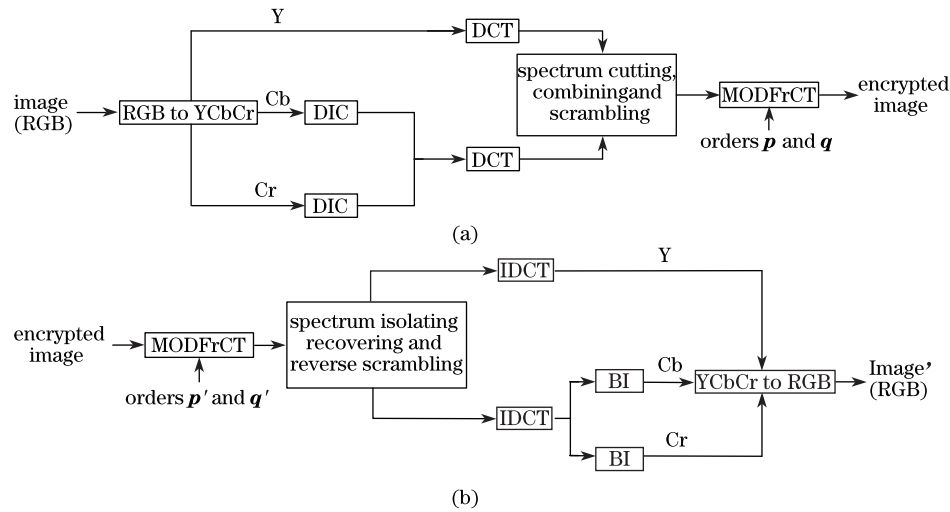 Y
DCT
spectrum cutting,
combiningand
scrambling
image
(RGB)
RGB to YCbCr
Cb
DIC
MODFrCT
encrypted
image
orders p and q
DCT
Cr
DIC
(a)
IDCT
Y
encrypted
image
MODFrCT
spectrum isolating
recovering and
reverse scrambling
orders p′ and q′
BI
Cb
YCbCr to RGB
Image’
(RGB)
IDCT
BI
Cr
(b)